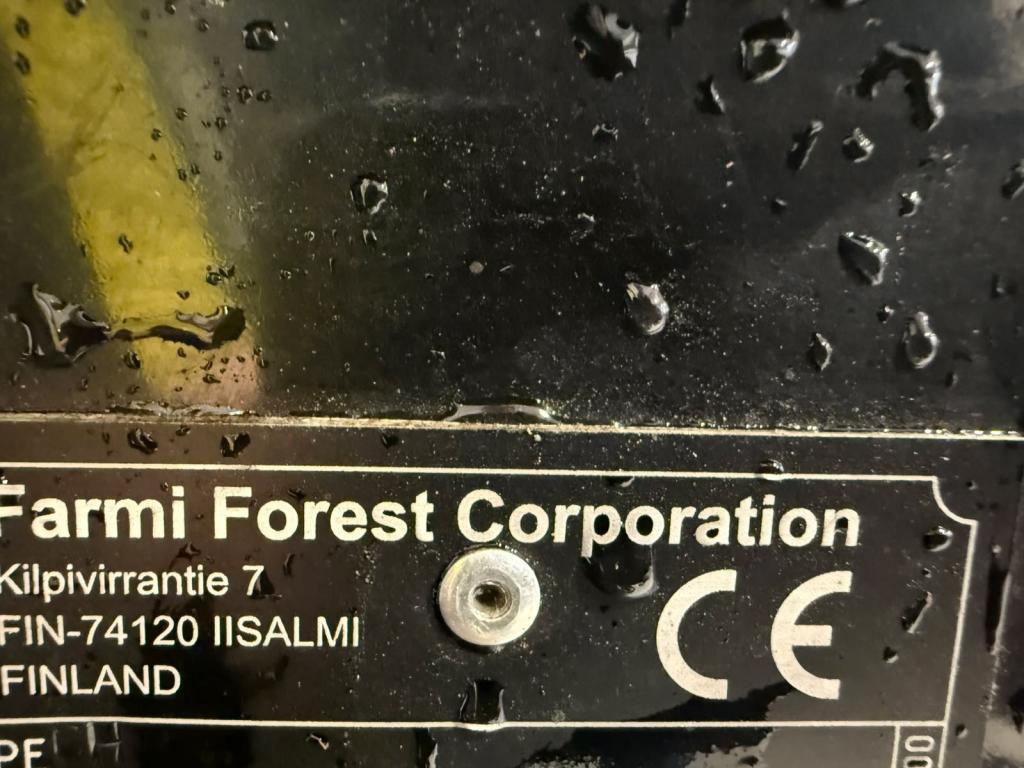 Farmi Forest Corporation
Kilpivirrantie 7
FIN-74120 IISALMI
FINLAND
CE